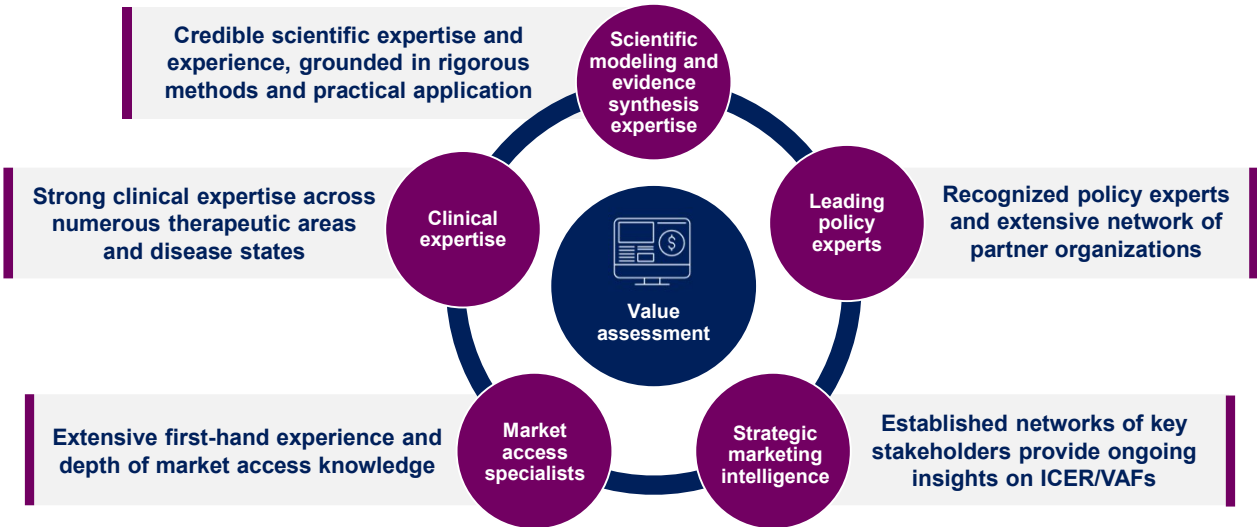 Credible scientific expertise and
experience, grounded in rigorous
methods and practical application
Scientific
modeling and
evidence
synthesis
expertise
Strong clinical expertise across
numerous therapeutic areas
and disease states
Clinical
expertise
Leading
policy
experts
Recognized policy experts
and extensive network of
partner organizations
$
Value
assessment
Extensive first-hand experience and
depth of market access knowledge
Market
access
specialists
Strategic
marketing
intelligence
Established networks of key
stakeholders provide ongoing
insights on ICER/VAFs